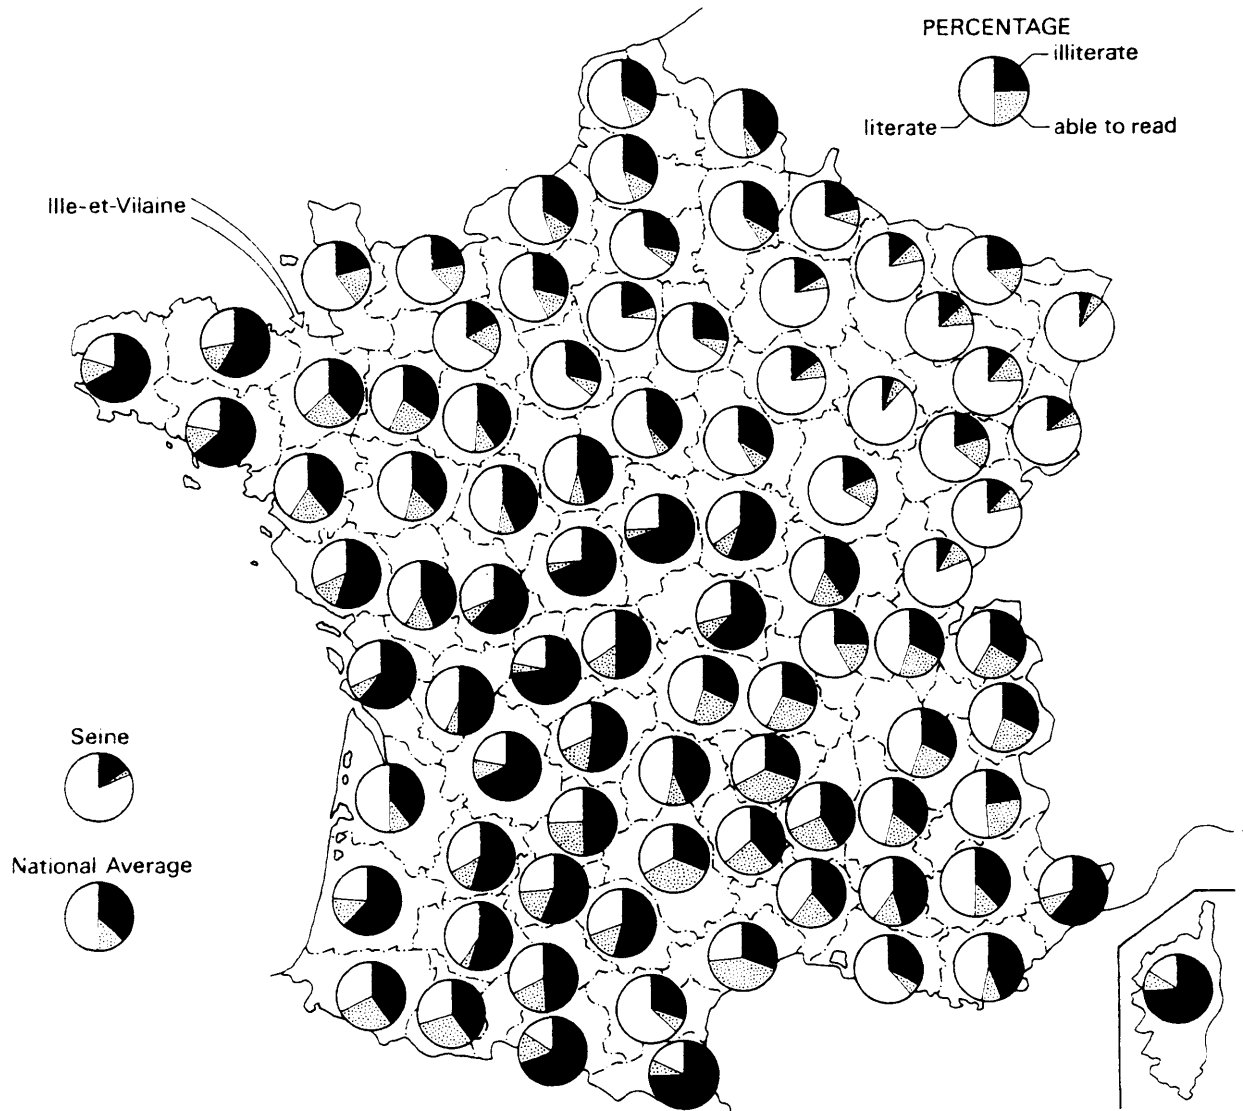 PERCENTAGE
illiterate
literate
able to read
Ille-et-Vilaine
Seine
National Average